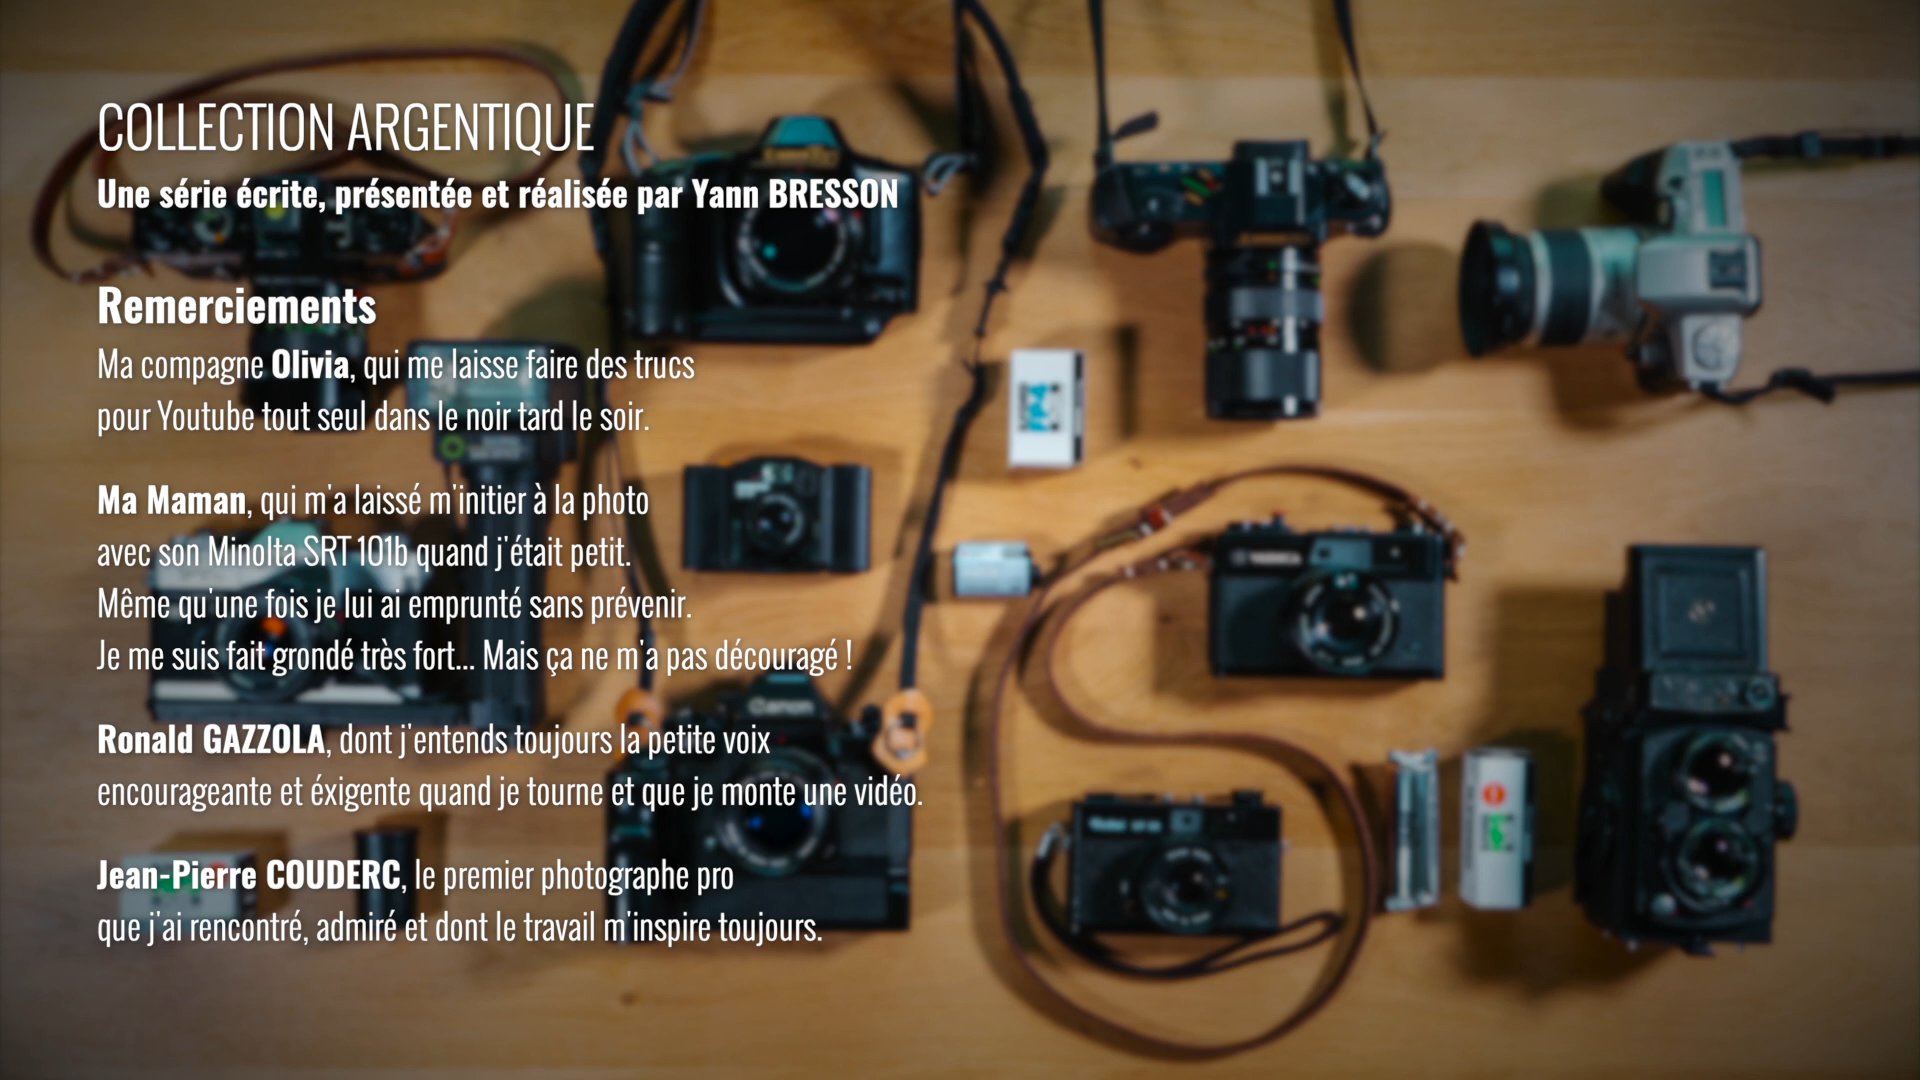 COLLECTION ARGENTIQUE
Une série écrite, présentée et réalisée par Yann BRESSON
Remerciements
Ma compagne Olivia, qui me laisse faire des trucs
pour Youtube tout seul dans le noir tard le soir.
Ma Maman, qui m'a laissé m'initier à la photo
avec son Minolta SRT 101b quand j'était petit.
Même qu'une fois je lui ai emprunté sans prévenir.
Je me suis fait grondé très fort... Mais ça ne m'a pas découragé !
Ronald GAZZOLA, dont j'entends toujours la petite voix
encourageante et éxigente quand je tourne et que je monte une vidéo.
Jean-Pierre COUDERC, le premier photographe pro
que j'ai rencontré, admiré et dont le travail m'inspire toujours.
Canon
YASHICA